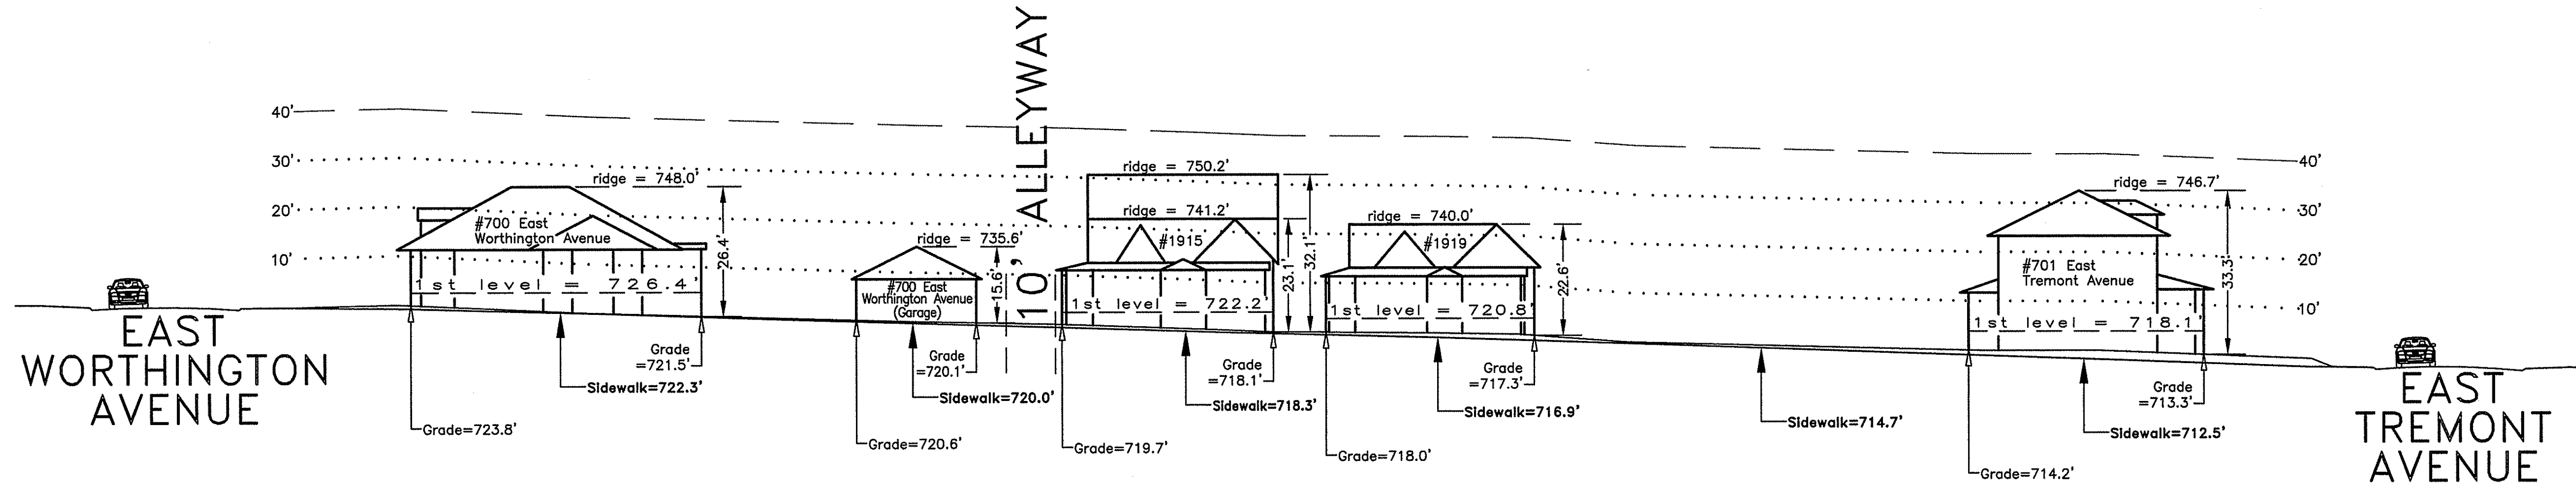 10' ALLEYWAY
40'
30'
20'
10'
ridge = 748.0'
#700 East
Worthington Avenue
1st level = 726.4'
26.4'
ridge = 735.6'
#700 East
Worthington Avenue
(Garage)
15.6'
ridge = 750.2'
ridge = 741.2'
#1915
1st level = 722.2'
23.1'
32.1'
ridge = 740.0'
#1919
1st level = 720.8'
22.6'
ridge = 746.7'
#701 East
Tremont Avenue
1st level = 718.1'
33.3'
40'
30'
20'
10'
EAST
WORTHINGTON
AVENUE
Grade=723.8'
Sidewalk=722.3'
Grade
=721.5'
Grade=720.6'
Sidewalk=720.0'
Grade
=720.1'
Grade=719.7'
Sidewalk=718.3'
Grade
=718.1'
Grade=718.0'
Sidewalk=716.9'
Grade
=717.3'
Sidewalk=714.7'
Grade=714.2'
Sidewalk=712.5'
Grade
=713.3'
EAST
TREMONT
AVENUE